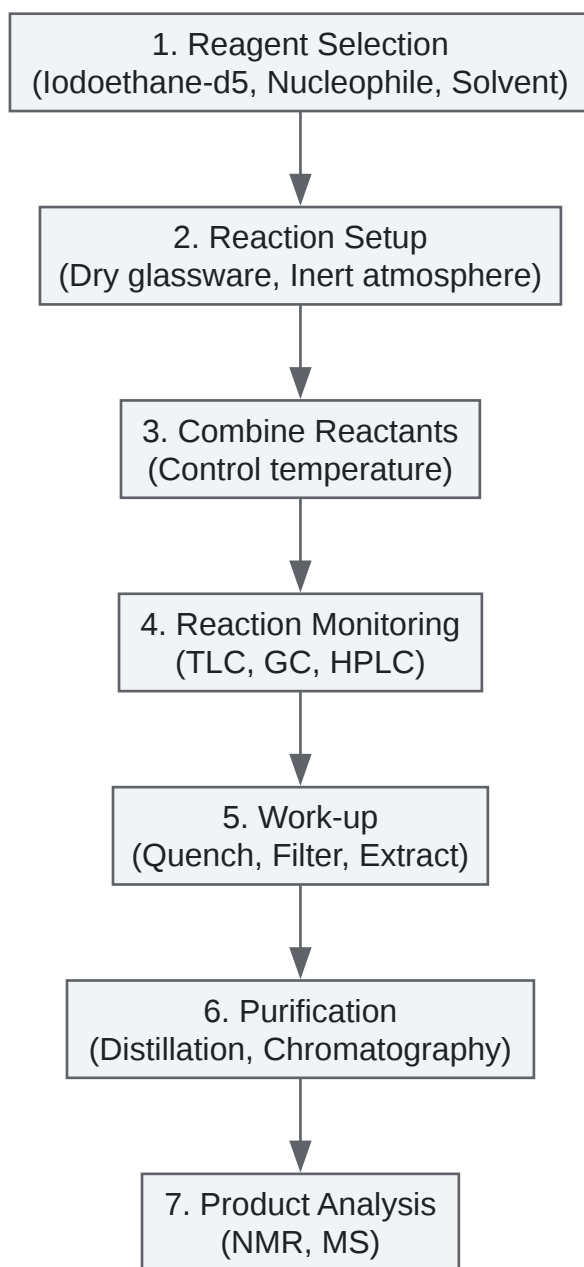 1. Reagent Selection
(Iodoethane-d5, Nucleophile, Solvent)
2. Reaction Setup
(Dry glassware, Inert atmosphere)
3. Combine Reactants
(Control temperature)
4. Reaction Monitoring
(TLC, GC, HPLC)
5. Work-up
(Quench, Filter, Extract)
6. Purification
(Distillation, Chromatography)
7. Product Analysis
(NMR, MS)